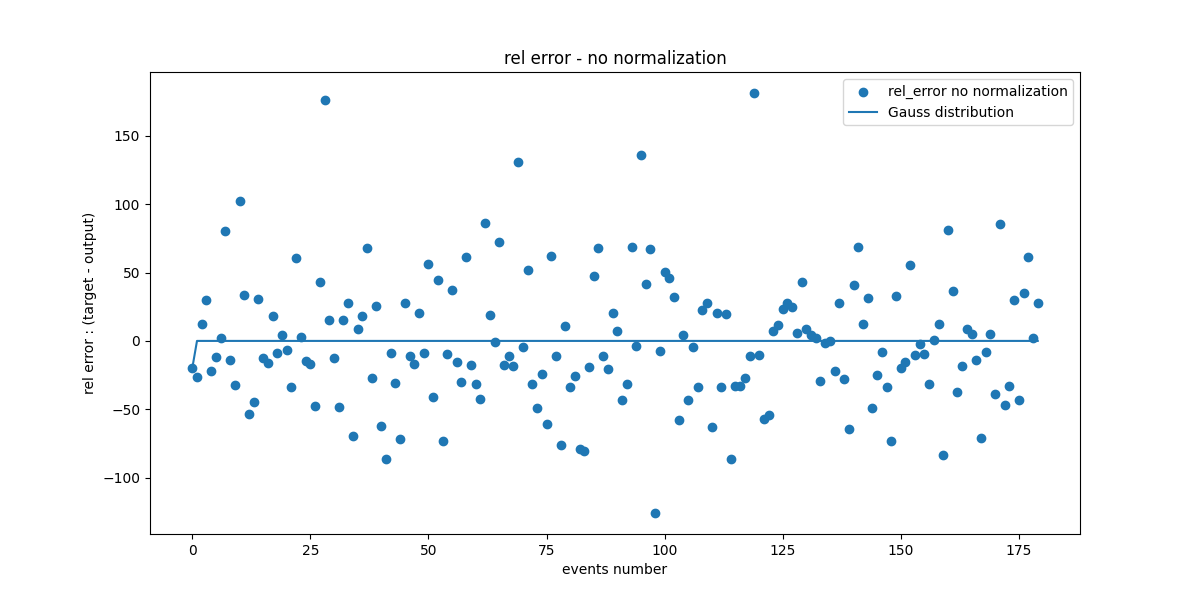 rel error - no normalization
rel_error no normalization
Gauss distribution
150
100
50
0
−50
−100
rel error : (target - output)
0
25
50
75
100
125
150
175
events number